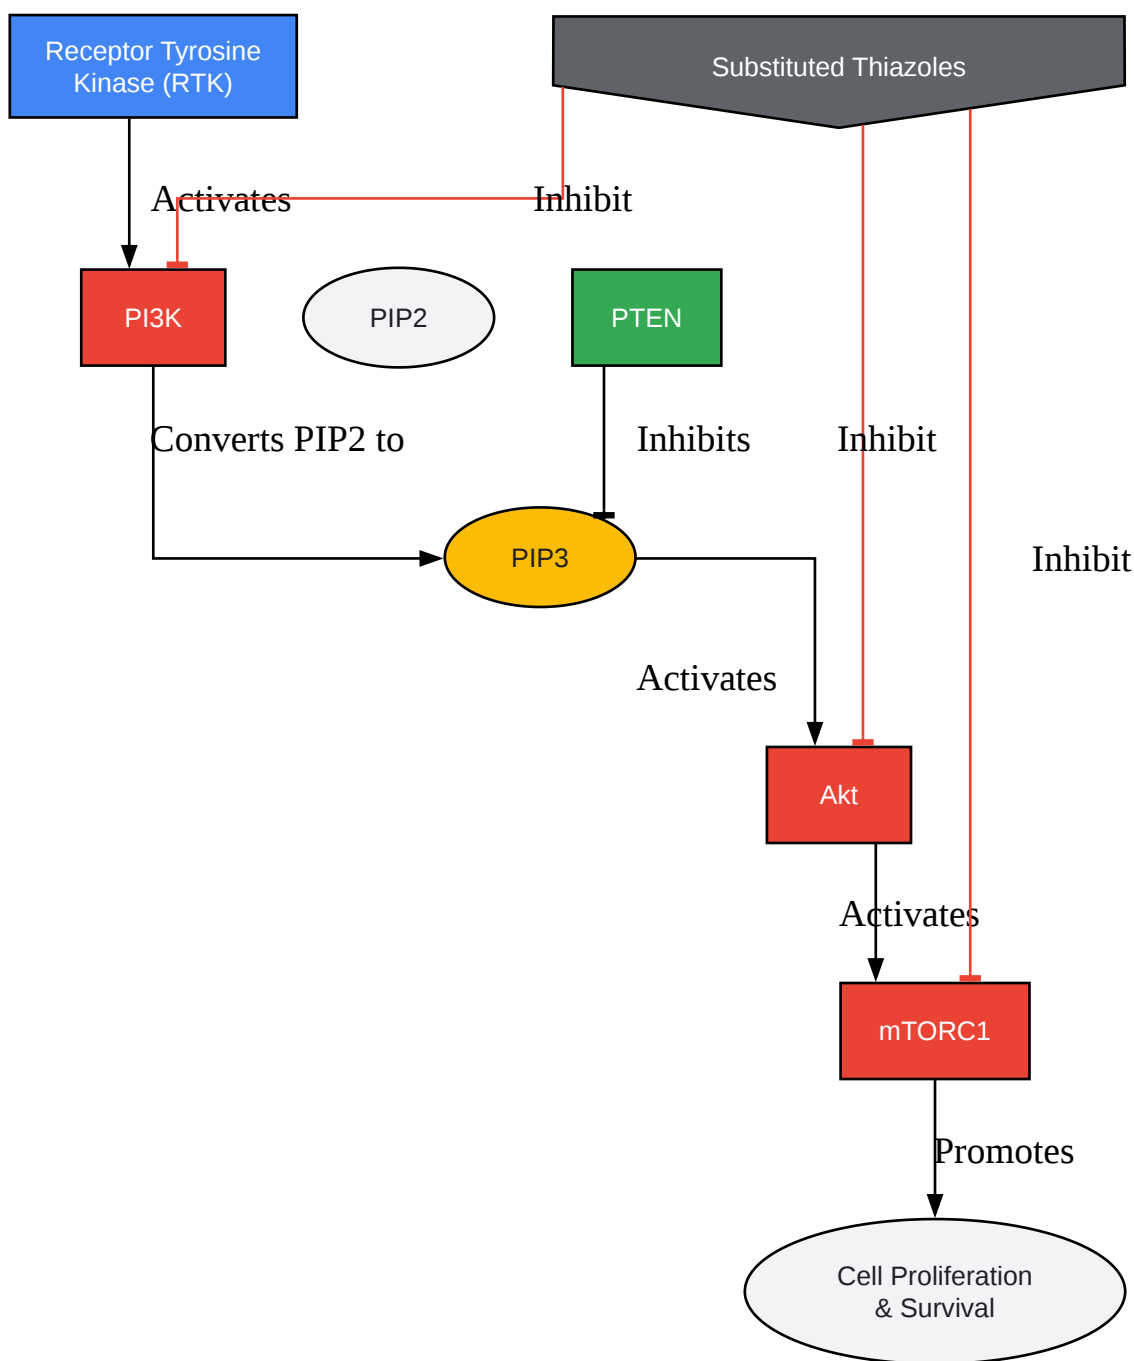 Receptor Tyrosine
Kinase (RTK)
Substituted Thiazoles
Activates
Inhibit
PI3K
PIP2
PTEN
Converts PIP2 to
Inhibits
Inhibit
PIP3
Inhibit
Activates
Akt
Activates
mTORC1
Promotes
Cell Proliferation
& Survival